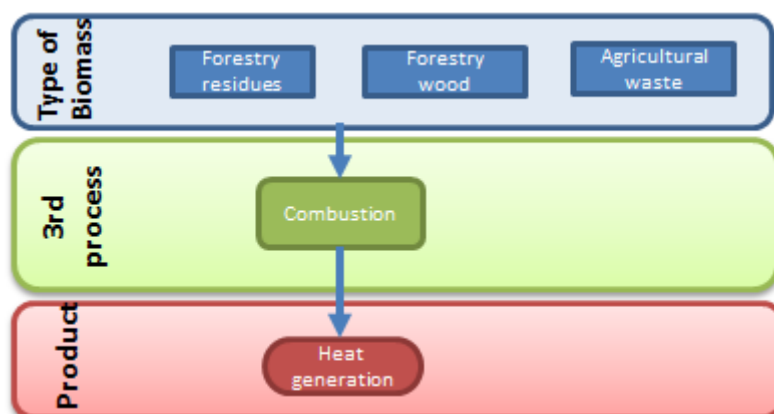 Type of
Biomass
Forestry
residues
Forestry
wood
Agricultural
waste
3rd
process
Combustion
Product
Heat
generation